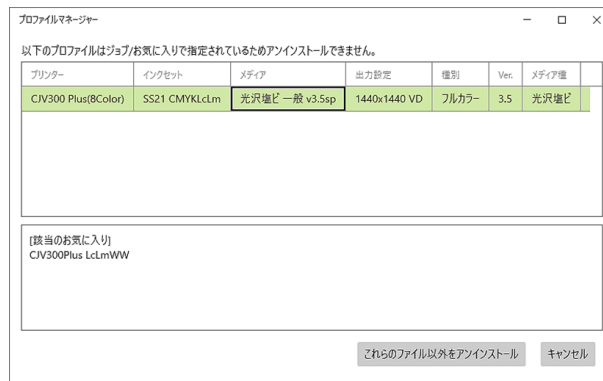 プロファイルマネージャー
以下のプロファイルはジョブ/お気に入りで指定されているためアンインストールできません。
プリンター インクセット メディア 出力設定 種別 Ver. メディア種
CJV300 Plus(8Color) SS21 CMYKLcLm 光沢塩ビ 一般 v3.5sp 1440x1440 VD フルカラー 3.5 光沢塩ビ
[該当のお気に入り]
CJV300Plus LcLmWW
これらのファイル以外をアンインストール キャンセル